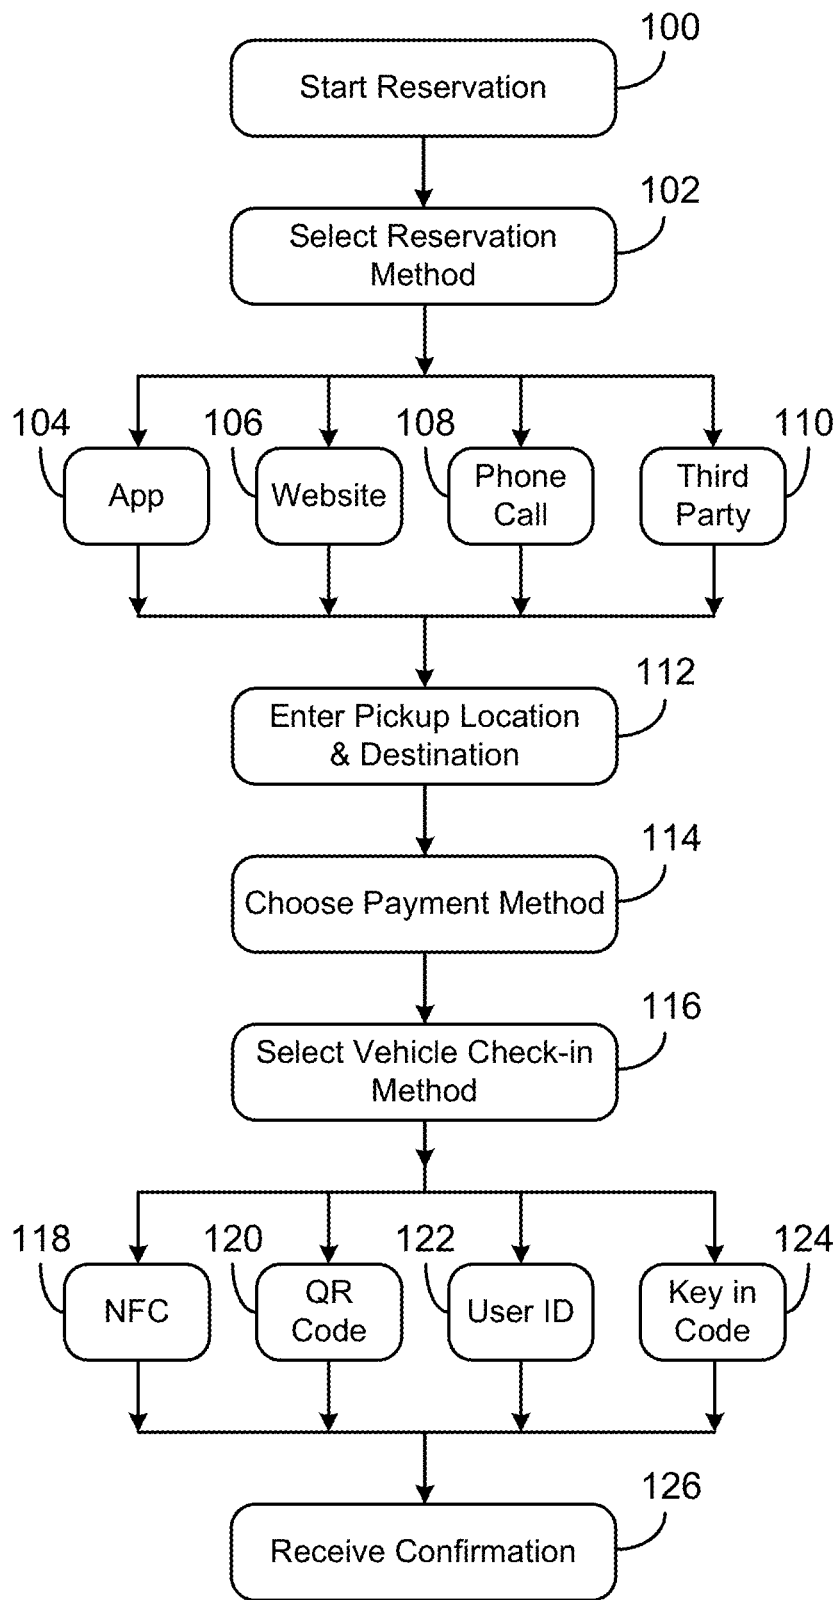 100
Start Reservation
102
Select Reservation
Method
104
106
108
110
App
Website
Phone
Call
Third
Party
112
Enter Pickup Location
& Destination
114
Choose Payment Method
116
Select Vehicle Check-in
Method
118
120
122
124
NFC
QR
Code
User ID
Key in
Code
126
Receive Confirmation